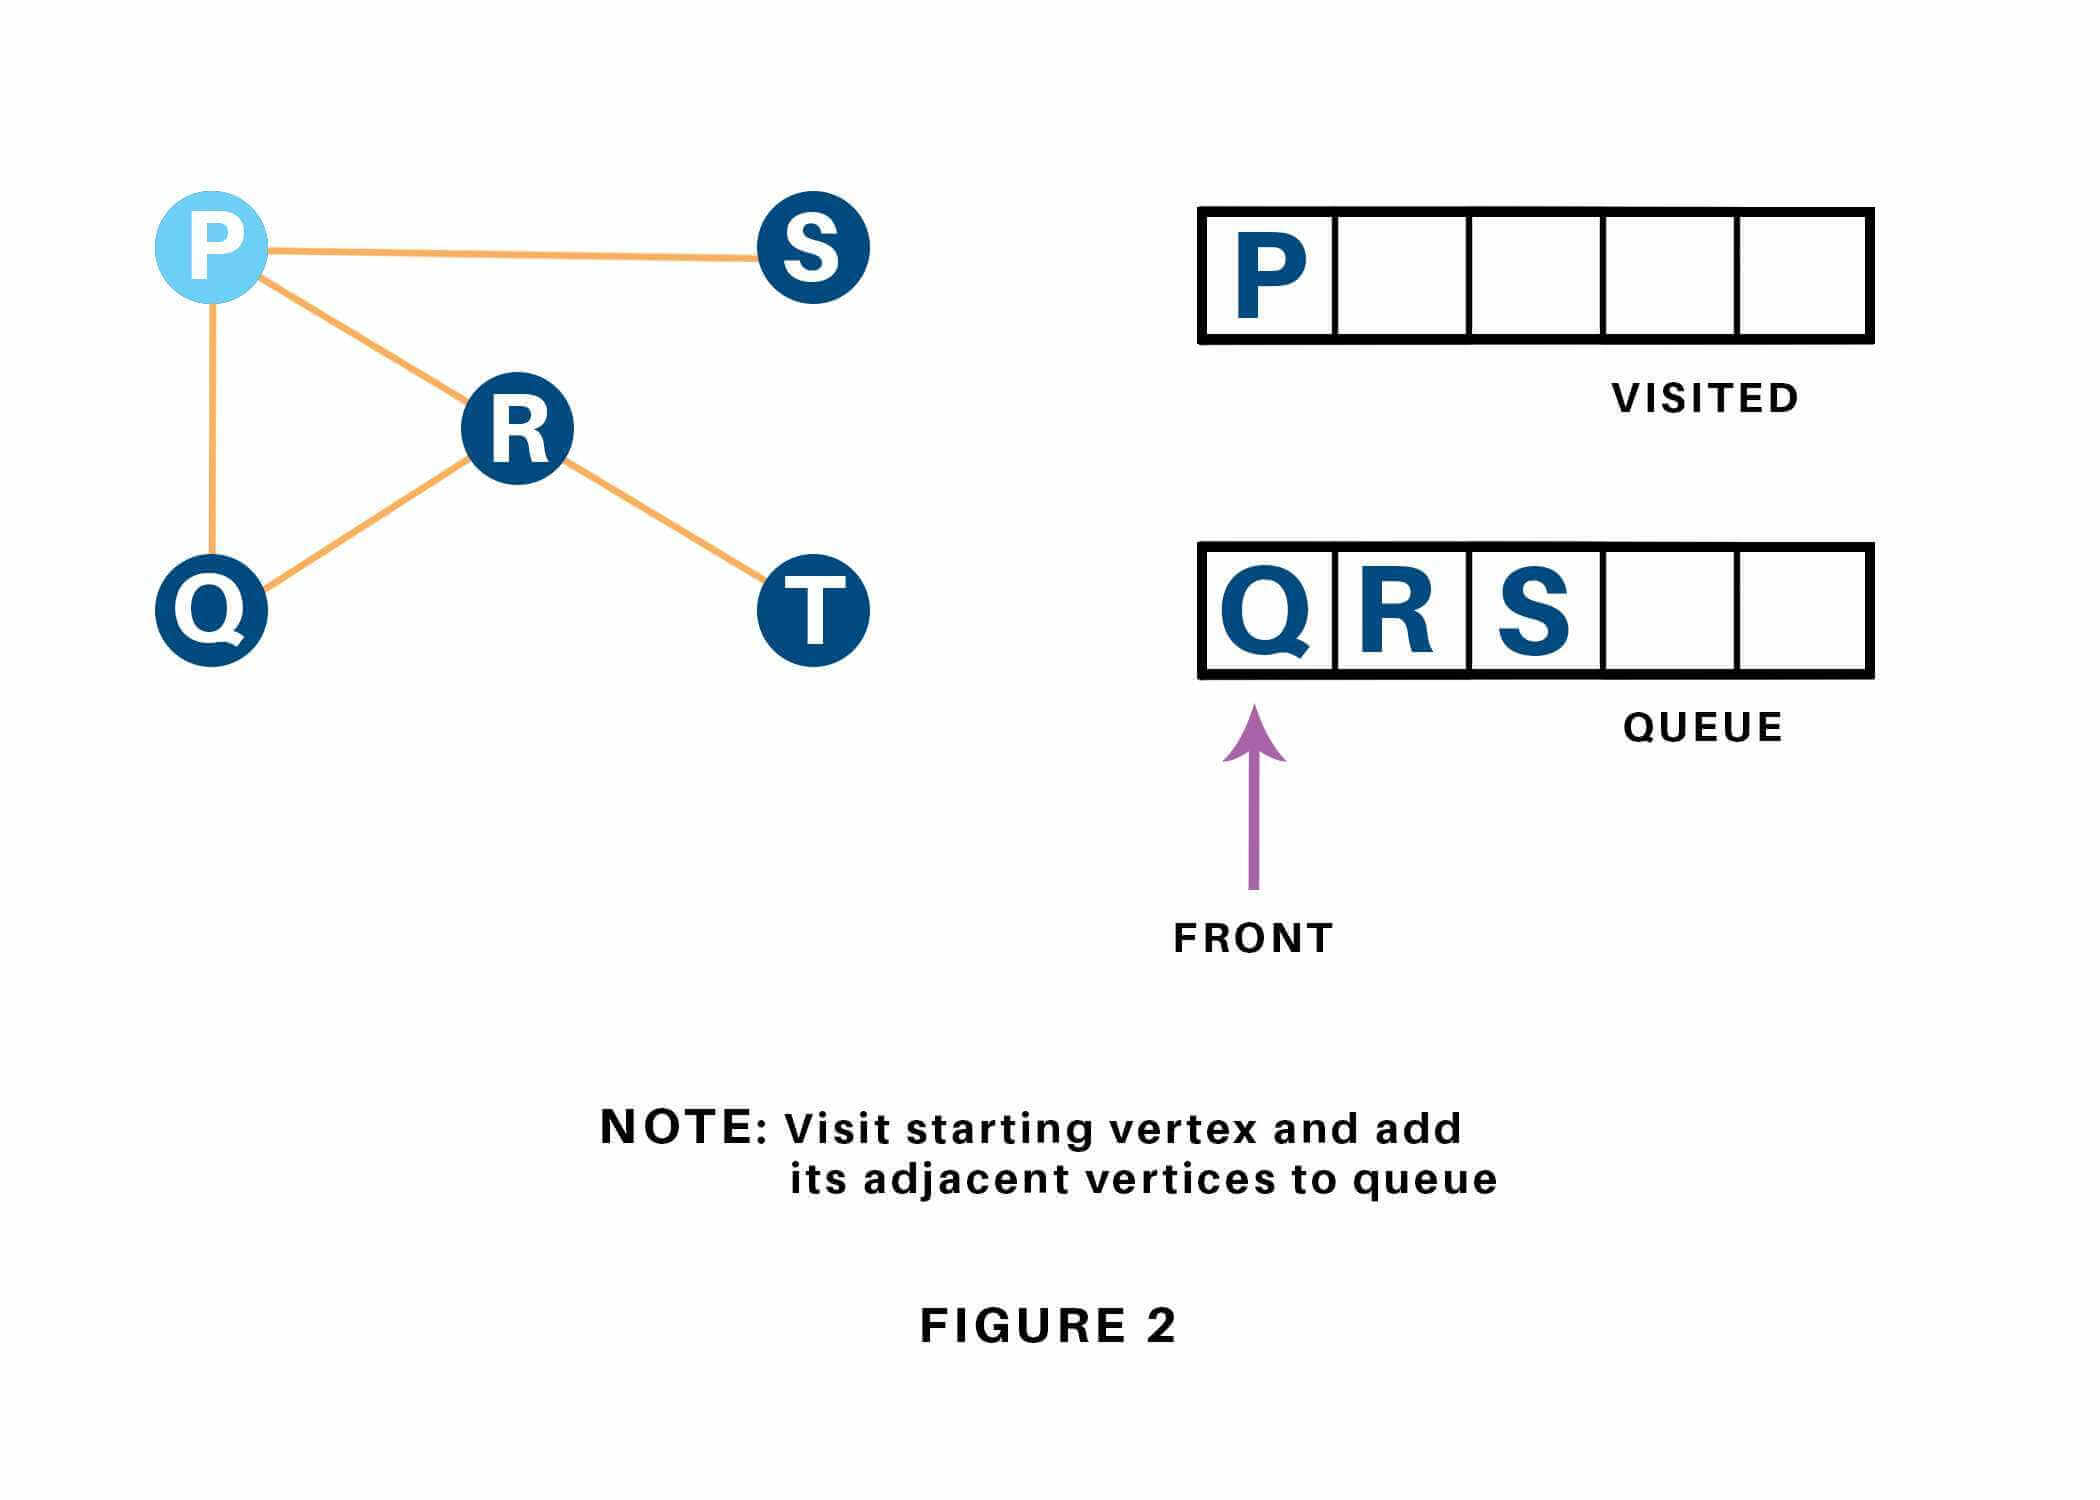 P
S
R
Q
T
P
VISITED
Q R S
QUEUE
FRONT
NOTE: Visit starting vertex and add
its adjacent vertices to queue
FIGURE 2